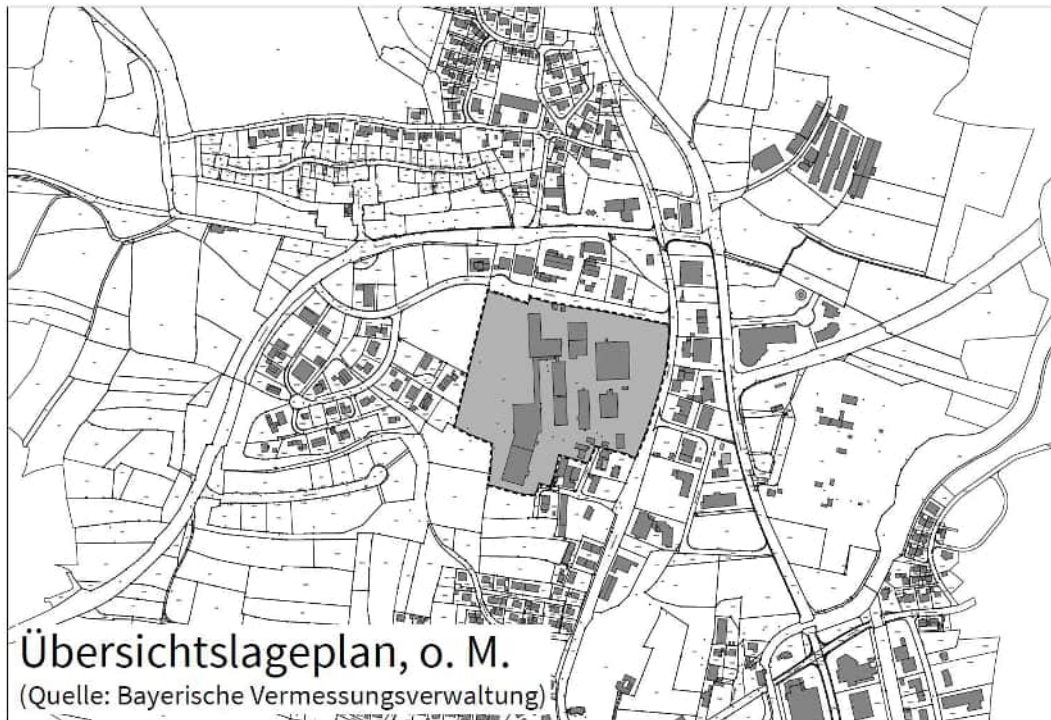 Übersichtslageplan, o. M.
(Quelle: Bayerische Vermessungsverwaltung)